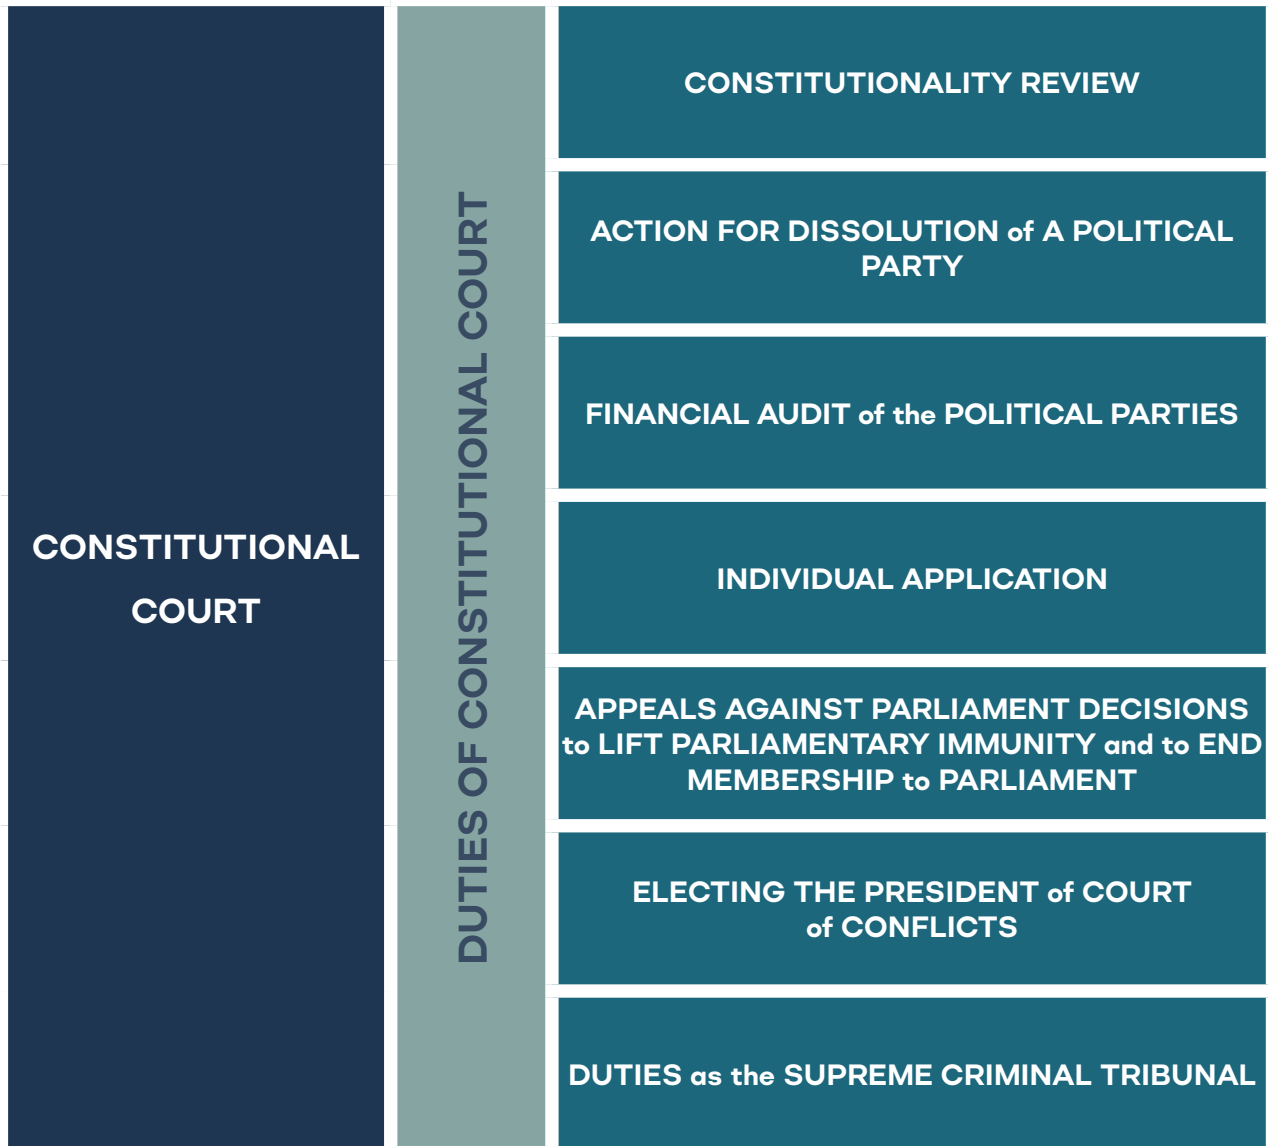 CONSTITUTIONAL
COURT
DUTIES OF CONSTITUTIONAL COURT
CONSTITUTIONALITY REVIEW
ACTION FOR DISSOLUTION of A POLITICAL
PARTY
FINANCIAL AUDIT of the POLITICAL PARTIES
INDIVIDUAL APPLICATION
APPEALS AGAINST PARLIAMENT DECISIONS
to LIFT PARLIAMENTARY IMMUNITY and to END
MEMBERSHIP to PARLIAMENT
ELECTING THE PRESIDENT of COURT
of CONFLICTS
DUTIES as the SUPREME CRIMINAL TRIBUNAL